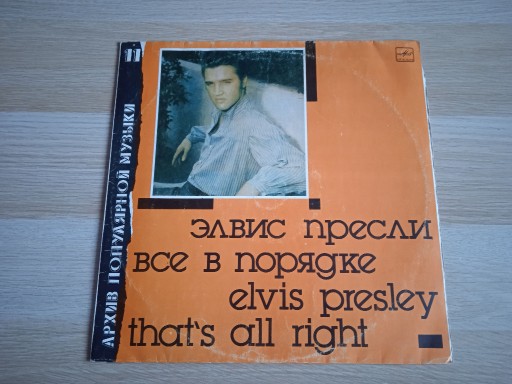 11
АРХИВ ПОПУЛЯРНОЙ МУЗЫКИ
элвис пресли
все в порядке
elvis presley
that's all right